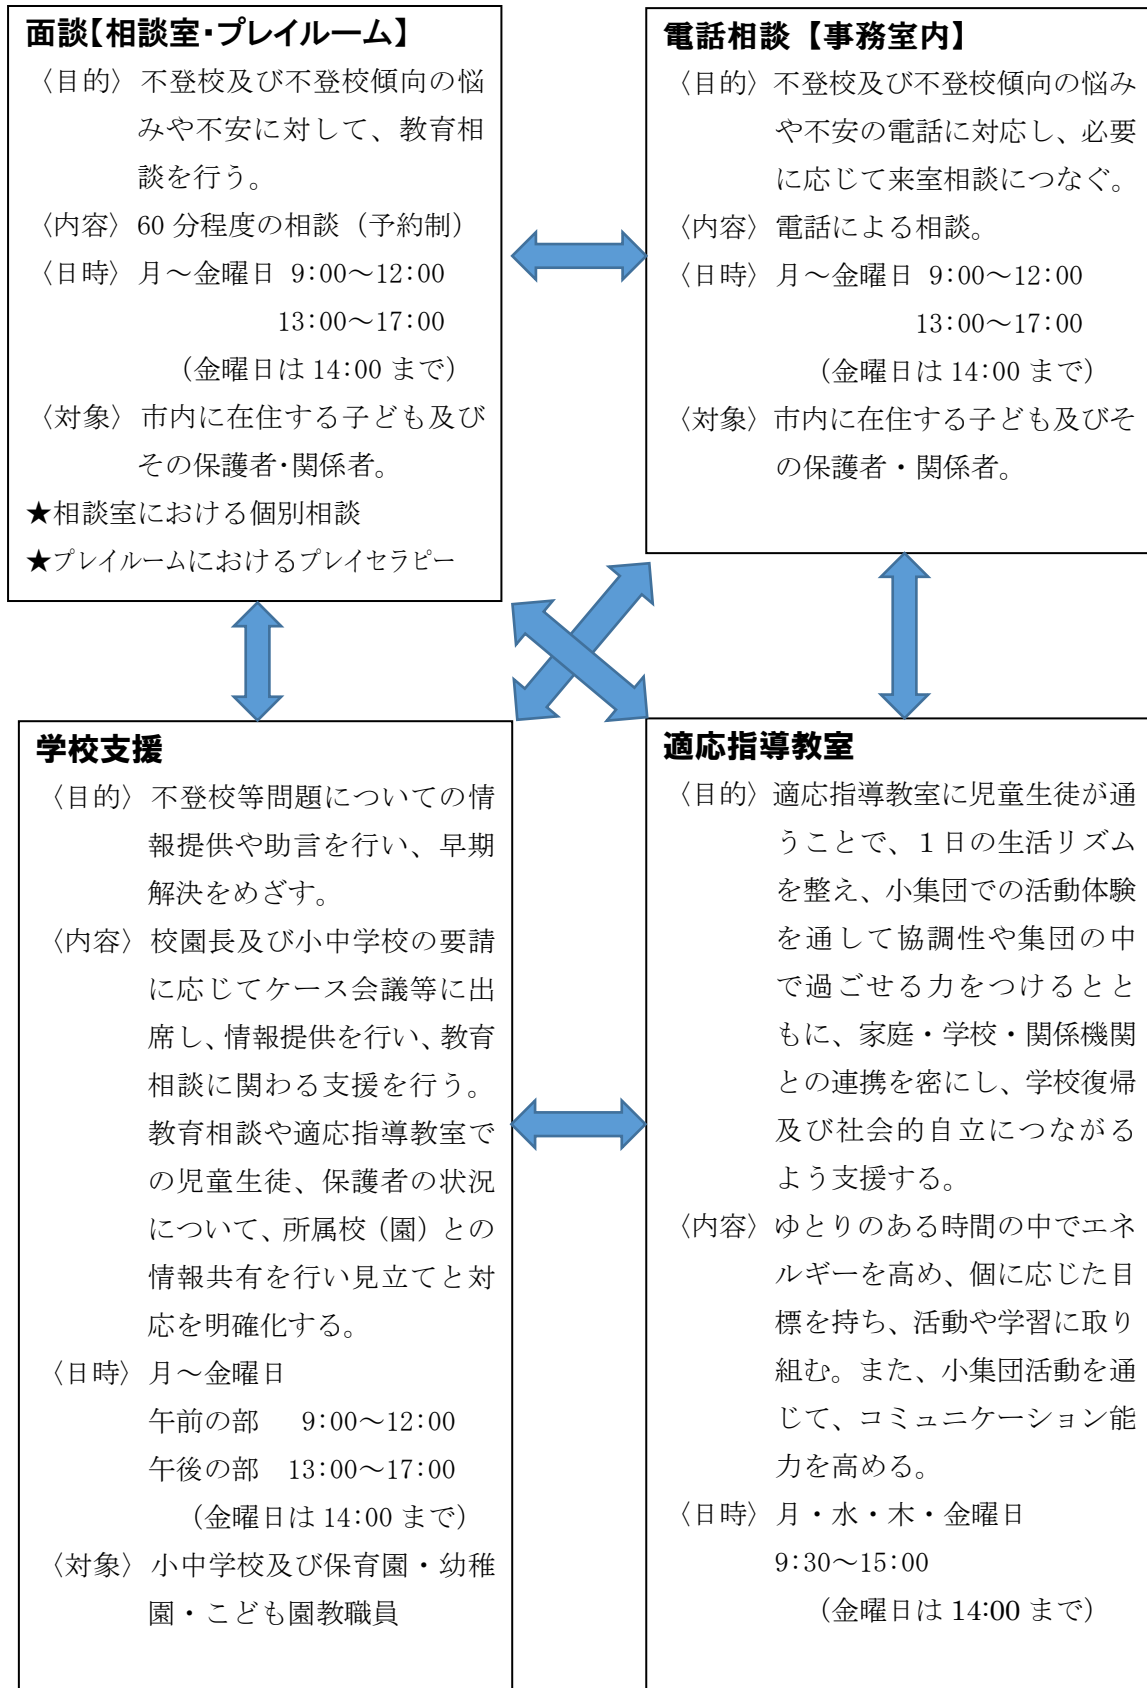 面談【相談室・プレイルーム】
〈目的〉不登校及び不登校傾向の悩
みや不安に対して、教育相
談を行う。
〈内容〉60 分程度の相談（予約制）
〈日時〉月～金曜日 9:00～12:00
13:00～17:00
（金曜日は 14:00 まで）
〈対象〉市内に在住する子ども及び
その保護者・関係者。
★相談室における個別相談
★プレイルームにおけるプレイセラピー
電話相談【事務室内】
〈目的〉不登校及び不登校傾向の悩み
や不安の電話に対応し、必要
に応じて来室相談につなぐ。
〈内容〉電話による相談。
〈日時〉月～金曜日 9:00～12:00
13:00～17:00
（金曜日は 14:00 まで）
〈対象〉市内に在住する子ども及びそ
の保護者・関係者。
学校支援
〈目的〉不登校等問題についての情
報提供や助言を行い、早期
解決をめざす。
〈内容〉校園長及び小中学校の要請
に応じてケース会議等に出
席し、情報提供を行い、教育
相談に関わる支援を行う。
教育相談や適応指導教室で
の児童生徒、保護者の状況
について、所属校（園）との
情報共有を行い見立てと対
応を明確化する。
〈日時〉月～金曜日
午前の部 9:00～12:00
午後の部 13:00～17:00
（金曜日は 14:00 まで）
〈対象〉小中学校及び保育園・幼稚
園・こども園教職員
適応指導教室
〈目的〉適応指導教室に児童生徒が通
うことで、１日の生活リズム
を整え、小集団での活動体験
を通して協調性や集団の中
で過ごせる力をつけるとと
もに、家庭・学校・関係機関
との連携を密にし、学校復帰
及び社会的自立につながる
よう支援する。
〈内容〉ゆとりのある時間の中でエネ
ルギーを高め、個に応じた目
標を持ち、活動や学習に取り
組む。また、小集団活動を通
じて、コミュニケーション能
力を高める。
〈日時〉月・水・木・金曜日
9:30～15:00
（金曜日は 14:00 まで）